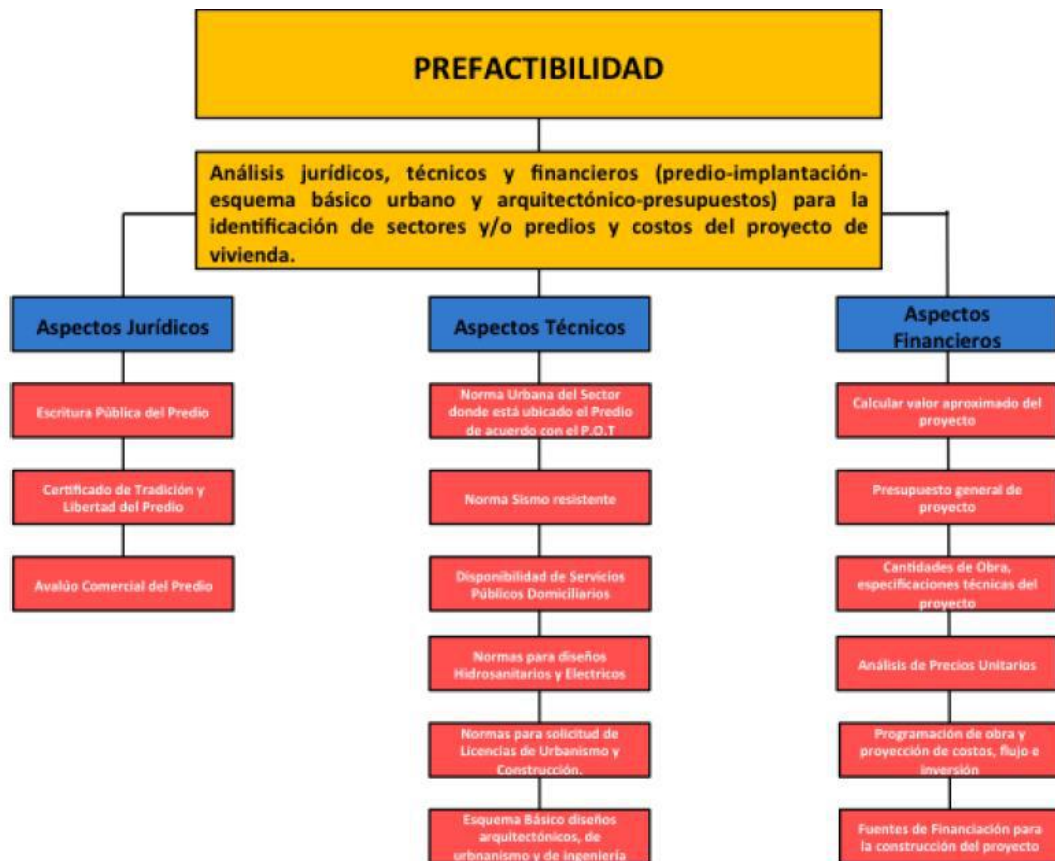 PREFACTIBILIDAD
Análisis jurídicos, técnicos y financieros (predio-implantación-
esquema básico urbano y arquitectónico-presupuestos) para la
identificación de sectores y/o predios y costos del proyecto de
vivienda.
Aspectos Jurídicos
Escritura Pública del Predio
Certificado de Tradición y
Libertad del Predio
Avalúo Comercial del Predio
Aspectos Técnicos
Norma Urbana del Sector
donde está ubicado el Predio
de acuerdo con el P.O.T
Norma Sismo resistente
Disponibilidad de Servicios
Públicos Domiciliarios
Normas para diseños
Hidrosanitarios y Electricos
Normas para solicitud de
Licencias de Urbanismo y
Construcción.
Esquema Básico diseños
arquitectónicos, de
urbnanismo y de ingeniería
Aspectos
Financieros
Calcular valor aproximado del
proyecto
Presupuesto general de
proyecto
Cantidades de Obra,
especificaciones técnicas del
proyecto
Análisis de Precios Unitarios
Programación de obra y
proyección de costos, flujo e
inversión
Fuentes de Financiación para
la construcción del proyecto